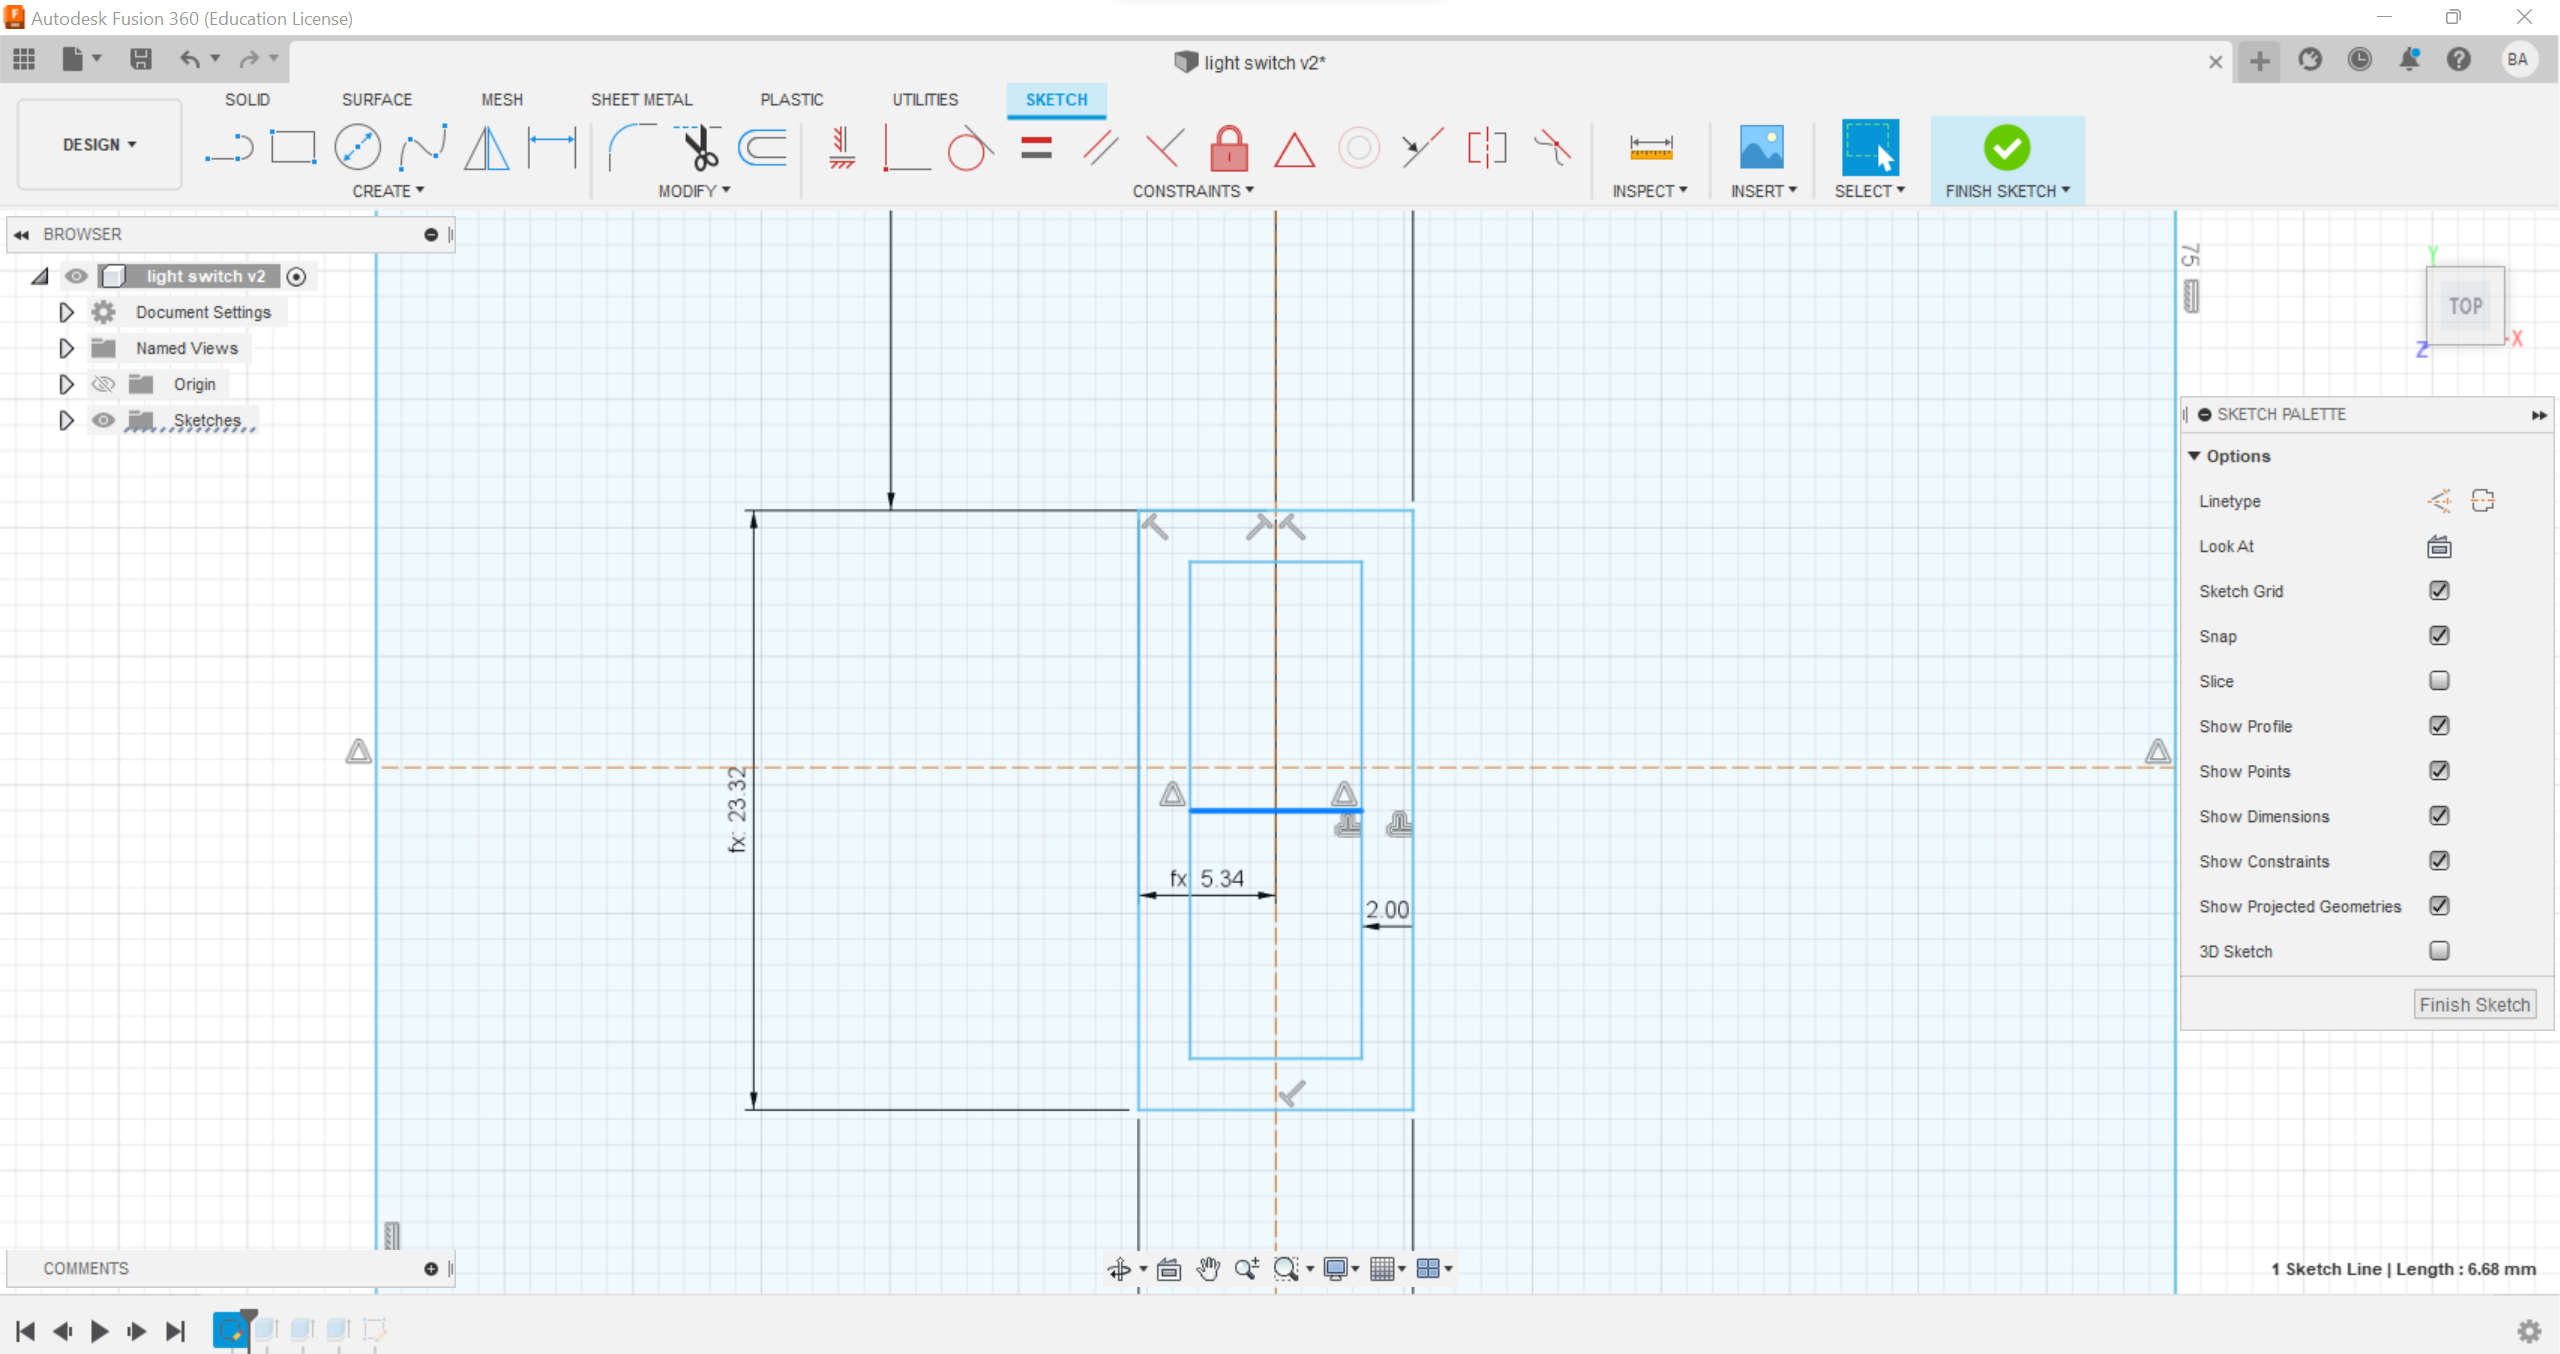 Autodesk Fusion 360 (Education License)
light switch v2*
BA
DESIGN
SOLID
SURFACE
MESH
SHEET METAL
PLASTIC
UTILITIES
SKETCH
CREATE
MODIFY
CONSTRAINTS
INSPECT
INSERT
SELECT
FINISH SKETCH
BROWSER
light switch v2
Document Settings
Named Views
Origin
Sketches
75
Y
TOP
X
Z
SKETCH PALETTE
Options
Linetype
Look At
Sketch Grid
Snap
Slice
Show Profile
Show Points
Show Dimensions
Show Constraints
Show Projected Geometries
3D Sketch
Finish Sketch
fx: 23.32
fx 5.34
2.00
COMMENTS
1 Sketch Line | Length : 6.68 mm